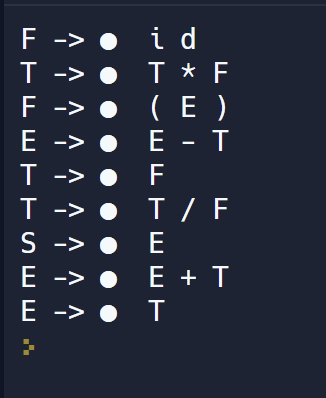 F -> ● id
T -> ● T * F
F -> ● ( E )
E -> ● E - T
T -> ● F
T -> ● T / F
S -> ● E
E -> ● E + T
E -> ● T
>